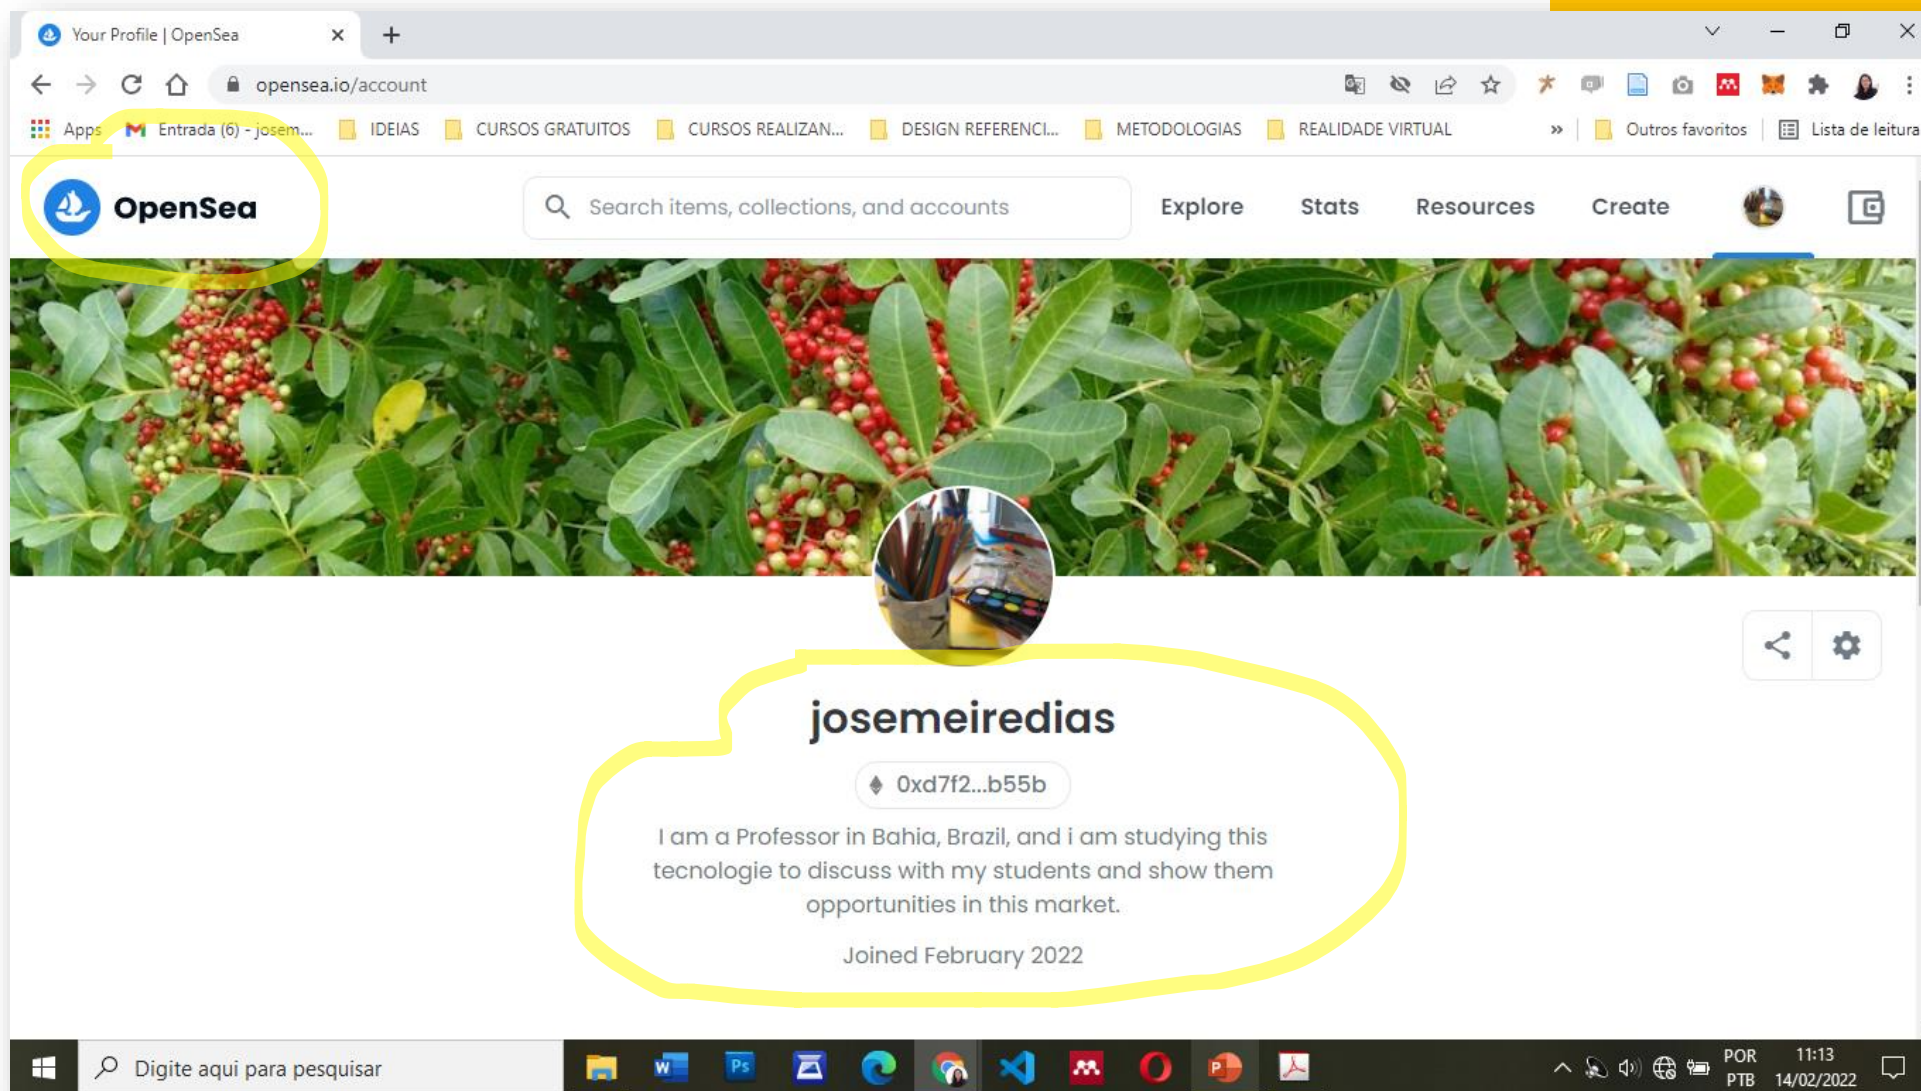 Your Profile | OpenSea
opensea.io/account
Apps Entrada (6) - josem... IDEIAS CURSOS GRATUITOS CURSOS REALIZAN... DESIGN REFERENCI... METODOLOGIAS REALIDADE VIRTUAL » Outros favoritos Lista de leitura
OpenSea Search items, collections, and accounts Explore Stats Resources Create
josemeiredias
0xd7f2...b55b
I am a Professor in Bahia, Brazil, and i am studying this
tecnologie to discuss with my students and show them
opportunities in this market.
Joined February 2022
Digite aqui para pesquisar
W Ps P
POR 11:13
PTB 14/02/2022